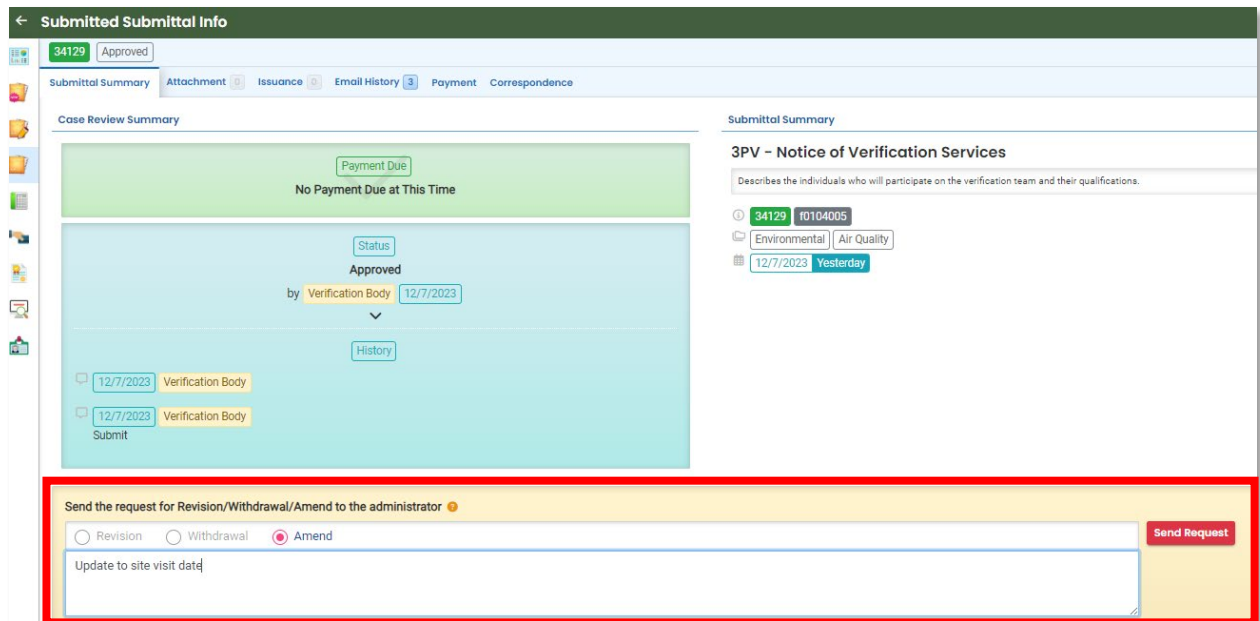 Submitted Submittal Info
34129 Approved
Submittal Summary Attachment 0 Issuance 0 Email History 3 Payment Correspondence
Case Review Summary
Payment Due
No Payment Due at This Time
Status
Approved
by Verification Body 12/7/2023
History
12/7/2023 Verification Body
12/7/2023 Verification Body
Submit
Submittal Summary
3PV - Notice of Verification Services
Describes the individuals who will participate on the verification team and their qualifications.
34129 f0104005
Environmental Air Quality
12/7/2023 Yesterday
Send the request for Revision/Withdrawal/Amend to the administrator ?
Revision Withdrawal Amend
Send Request
Update to site visit date